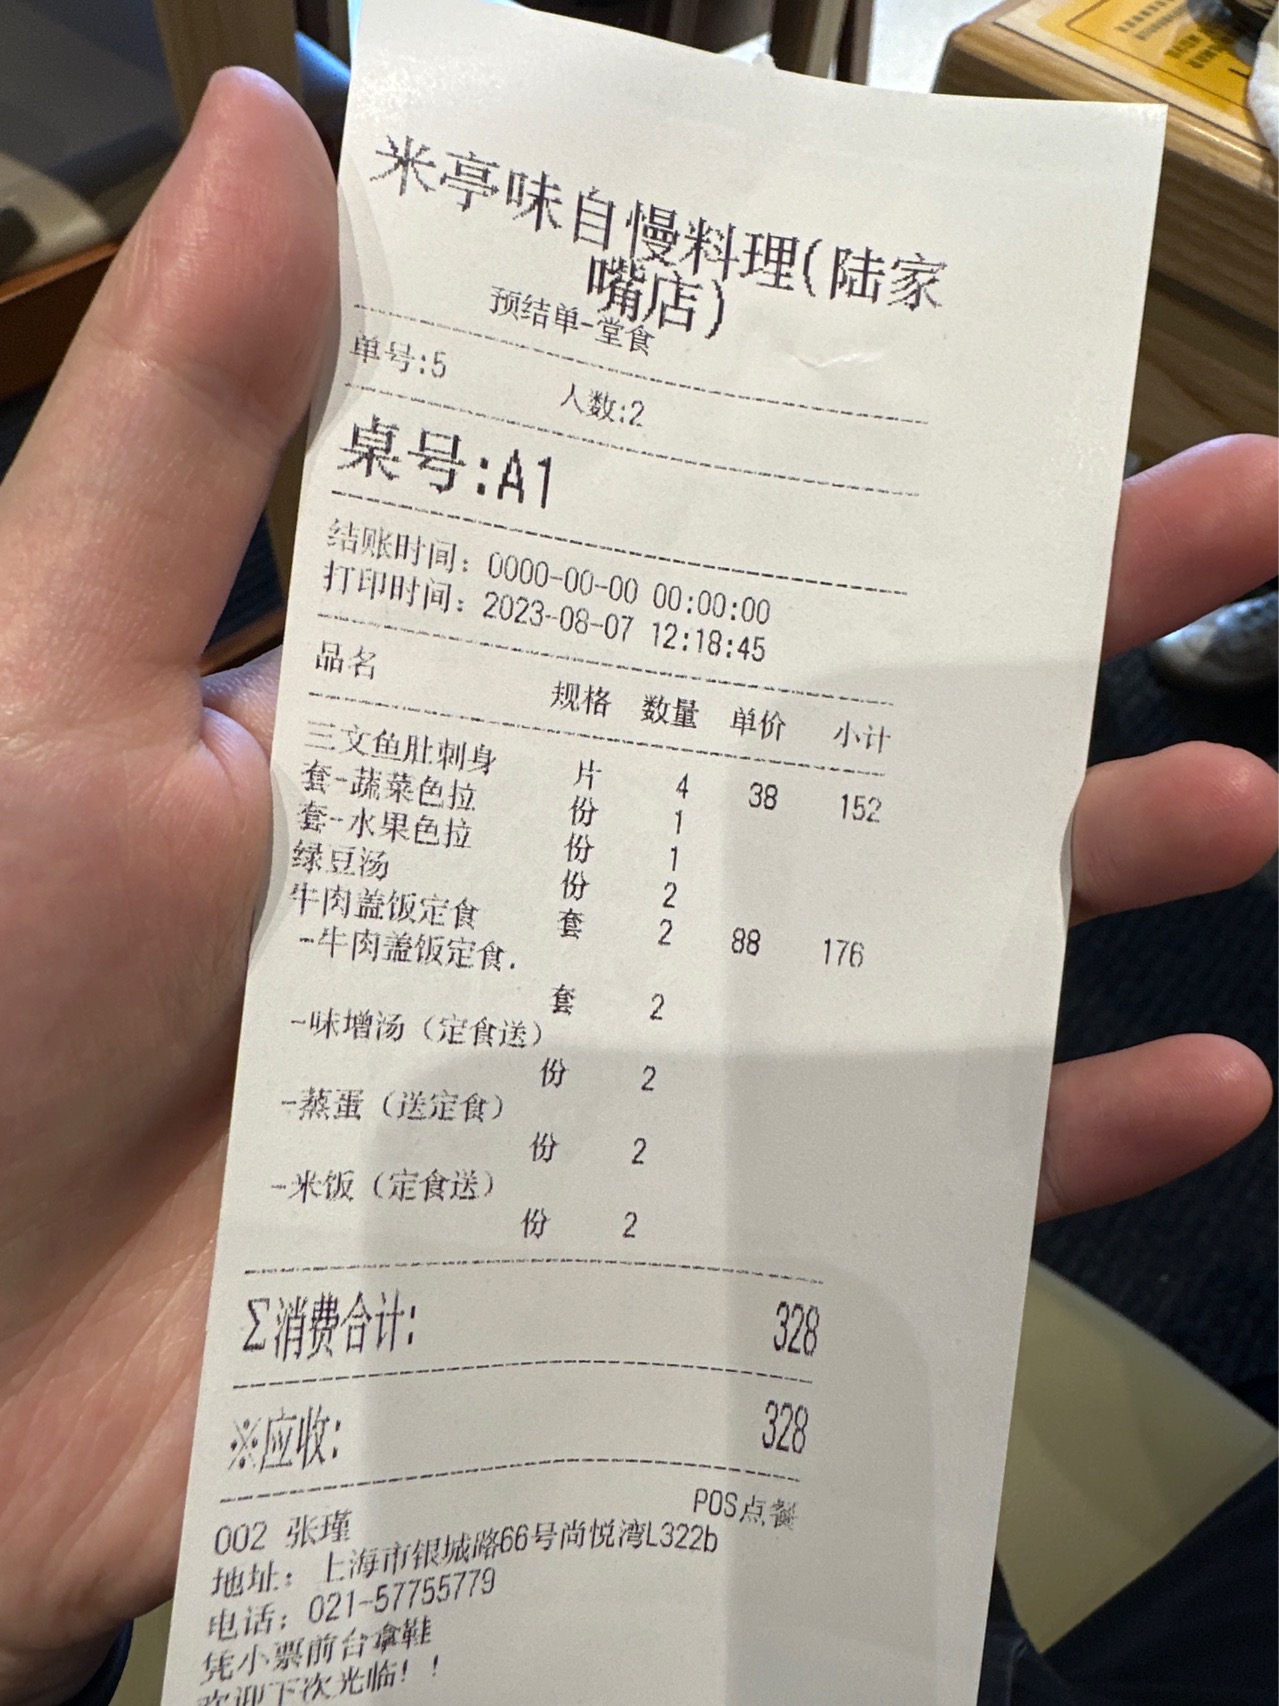 米亭味自慢料理(陆家
嘴店)
预结单-堂食
单号:5 人数:2
桌号:A1
结账时间: 0000-00-00 00:00:00
打印时间: 2023-08-07 12:18:45
品名 规格 数量 单价 小计
三文鱼肚刺身 片 4 38 152
套-蔬菜色拉 份 1
套-水果色拉 份 1
绿豆汤 份 2
牛肉盖饭定食 套 2 88 176
-牛肉盖饭定食.
套 2
-味增汤（定食送）
份 2
-蒸蛋（送定食）
份 2
-米饭（定食送）
份 2
Σ消费合计: 328
※应收: 328
POS点餐
002 张瑾
地址: 上海市银城路66号尚悦湾L322b
电话: 021-57755779
凭小票前台拿鞋
欢迎下次光临！！